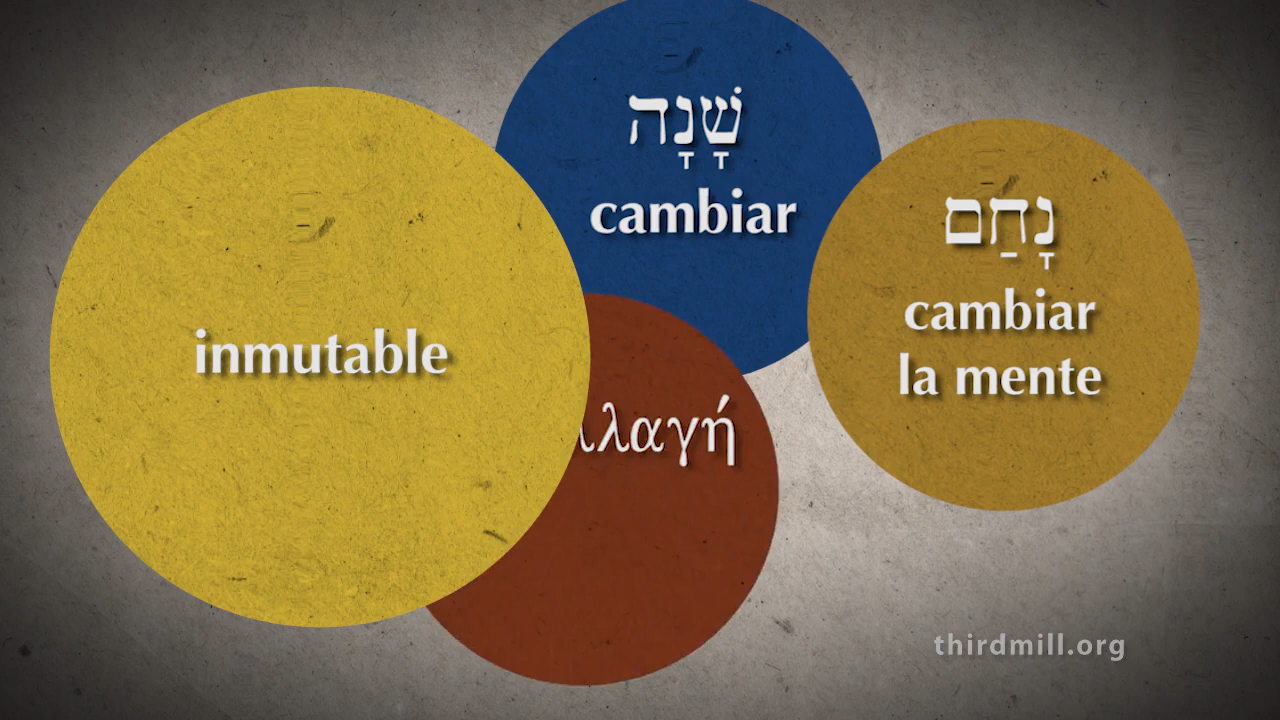 שָׁנָה
cambiar
נָחַם
cambiar
la mente
inmutable
thirdmill.org